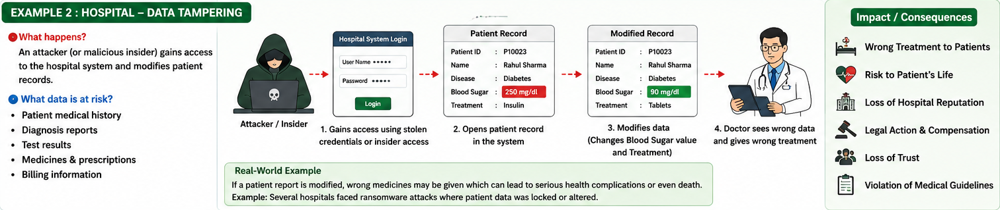 EXAMPLE 2 : HOSPITAL – DATA TAMPERING
What happens?
An attacker (or malicious insider) gains access
to the hospital system and modifies patient
records.
What data is at risk?
• Patient medical history
• Diagnosis reports
• Test results
• Medicines & prescriptions
• Billing information
Attacker / Insider
Hospital System Login
User Name •••••
Password •••••
Login
1. Gains access using stolen
credentials or insider access
Patient Record
Patient ID : P10023
Name : Rahul Sharma
Disease : Diabetes
Blood Sugar : 250 mg/dl
Treatment : Insulin
2. Opens patient record
in the system
Modified Record
Patient ID : P10023
Name : Rahul Sharma
Disease : Diabetes
Blood Sugar : 90 mg/dl
Treatment : Tablets
3. Modifies data
(Changes Blood Sugar value
and Treatment)
4. Doctor sees wrong data
and gives wrong treatment
Real-World Example
If a patient report is modified, wrong medicines may be given which can lead to serious health complications or even death.
Example: Several hospitals faced ransomware attacks where patient data was locked or altered.
Impact / Consequences
Wrong Treatment to Patients
Risk to Patient's Life
Loss of Hospital Reputation
Legal Action & Compensation
Loss of Trust
Violation of Medical Guidelines